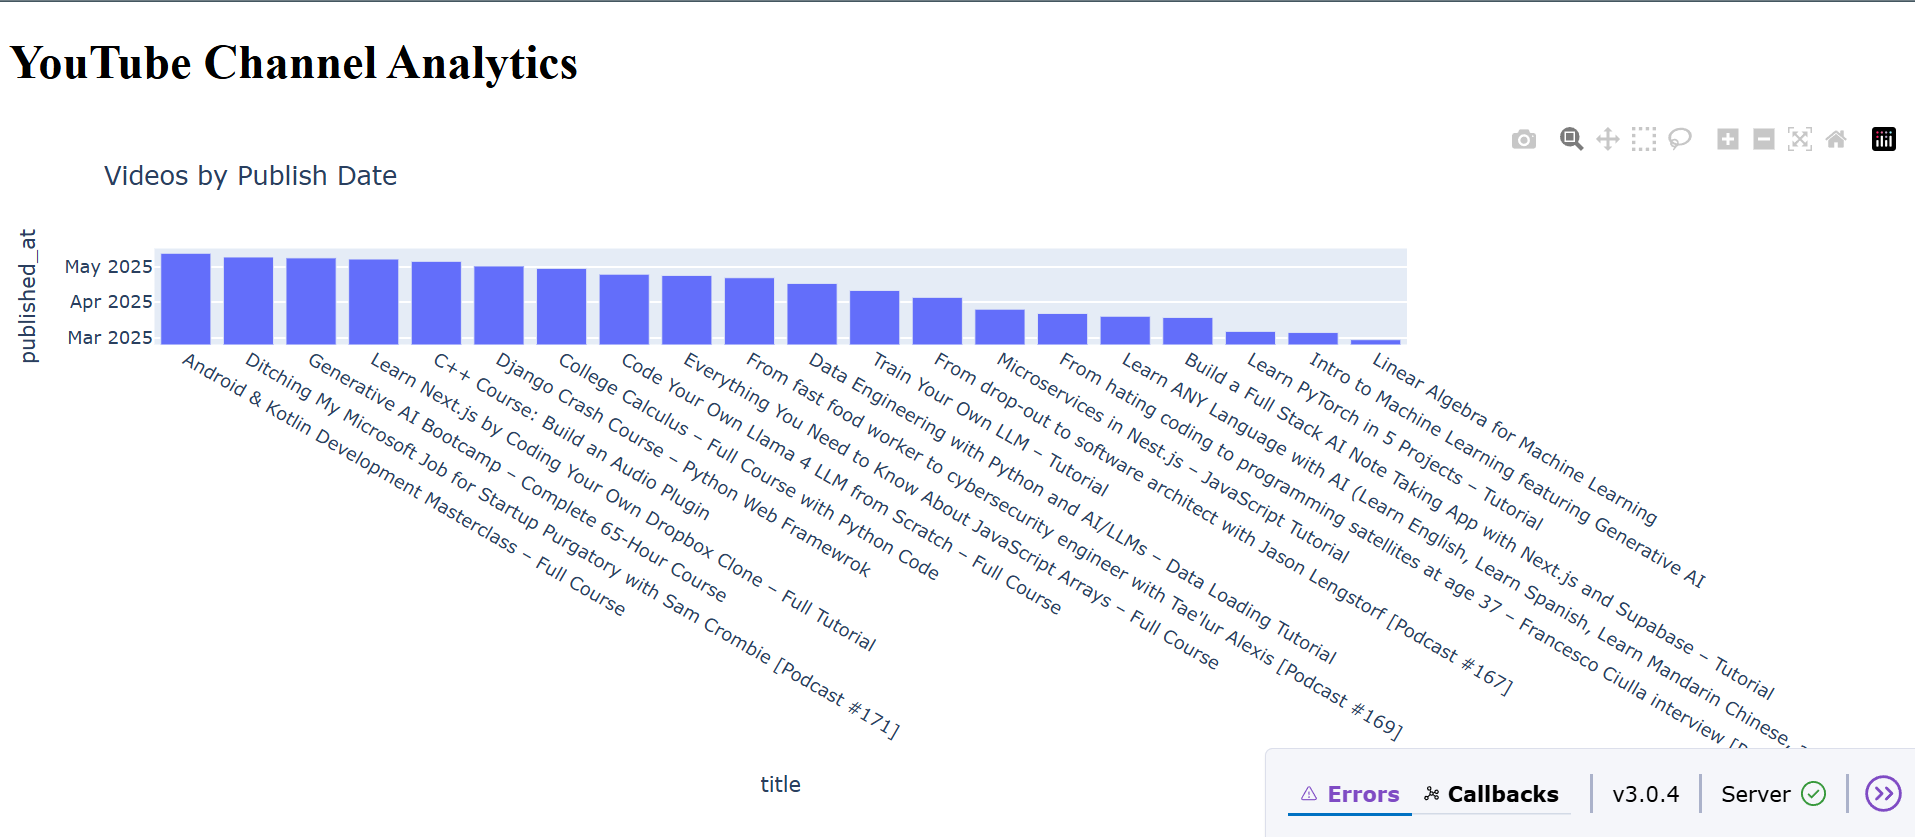 YouTube Channel Analytics
Videos by Publish Date
published_at
May 2025
Apr 2025
Mar 2025
Android & Kotlin Development Masterclass – Full Course
Ditching My Microsoft Job for Startup Purgatory with Sam Crombie [Podcast #171]
Generative AI Bootcamp – Complete 65-Hour Course
Learn Next.js by Coding Your Own Dropbox Clone – Full Tutorial
C++ Course: Build an Audio Plugin
Django Crash Course – Python Web Framewrok
College Calculus – Full Course with Python Code
Code Your Own Llama 4 LLM from Scratch – Full Course
Everything You Need to Know About JavaScript Arrays – Full Course
From fast food worker to cybersecurity engineer with Tae'lur Alexis [Podcast #169]
Data Engineering with Python and AI/LLMs – Data Loading Tutorial
Train Your Own LLM – Tutorial
From drop-out to software architect with Jason Lengstorf [Podcast #167]
Microservices in Nest.js – JavaScript Tutorial
From hating coding to programming satellites at age 37 – Francesco Ciulla interview
Learn ANY Language with AI (Learn English, Learn Spanish, Learn Mandarin Chinese,
Build a Full Stack AI Note Taking App with Next.js and Supabase – Tutorial
Learn PyTorch in 5 Projects – Tutorial
Intro to Machine Learning featuring Generative AI
Linear Algebra for Machine Learning
title
Errors
Callbacks
v3.0.4
Server